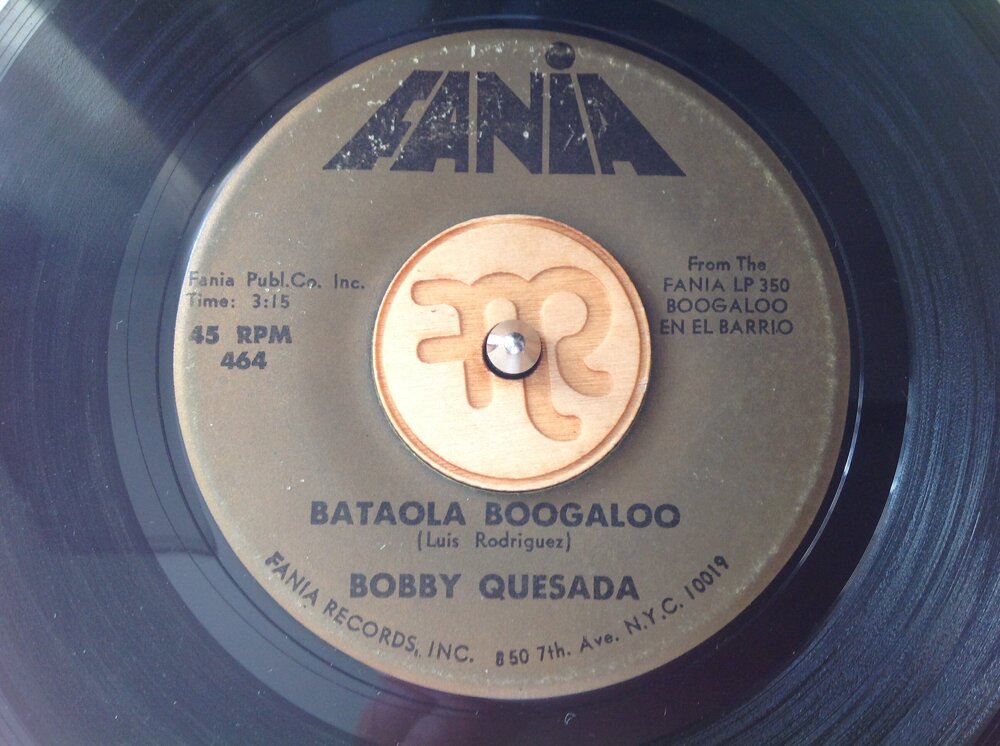 FANIA
Fania Publ.Co. Inc.
Time: 3:15
45 RPM
464
From The
FANIA LP 350
BOOGALOO
EN EL BARRIO
BATAOLA BOOGALOO
(Luis Rodriguez)
BOBBY QUESADA
FANIA RECORDS, INC. 850 7th. Ave. N.Y.C. 10019